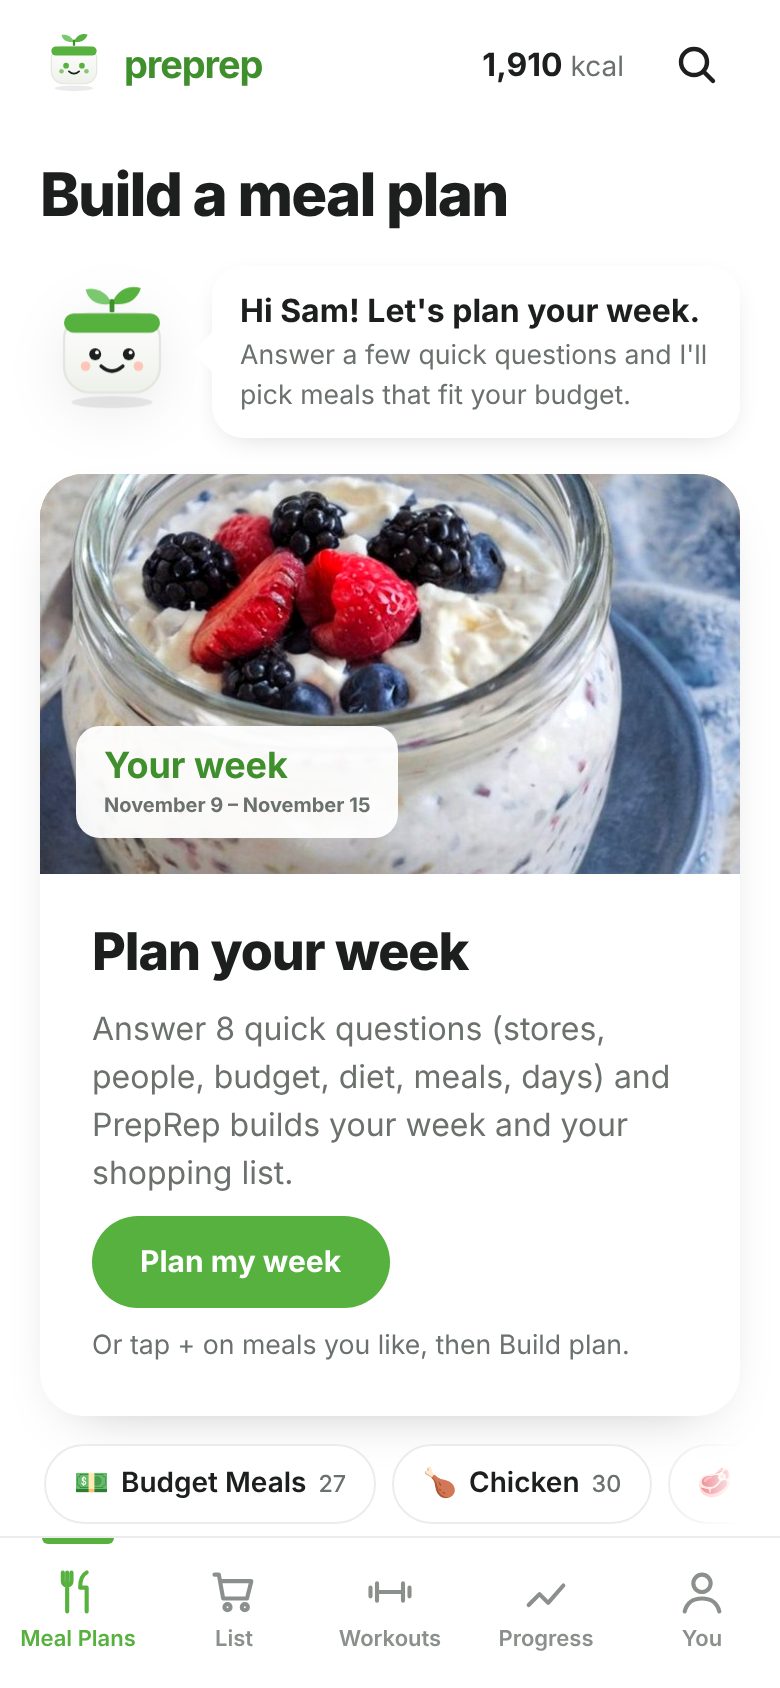 preprep
1,910 kcal
Build a meal plan
Hi Sam! Let's plan your week.
Answer a few quick questions and I'll
pick meals that fit your budget.
Your week
November 9 – November 15
Plan your week
Answer 8 quick questions (stores,
people, budget, diet, meals, days) and
PrepRep builds your week and your
shopping list.
Plan my week
Or tap + on meals you like, then Build plan.
Budget Meals 27
Chicken 30
Meal Plans
List
Workouts
Progress
You